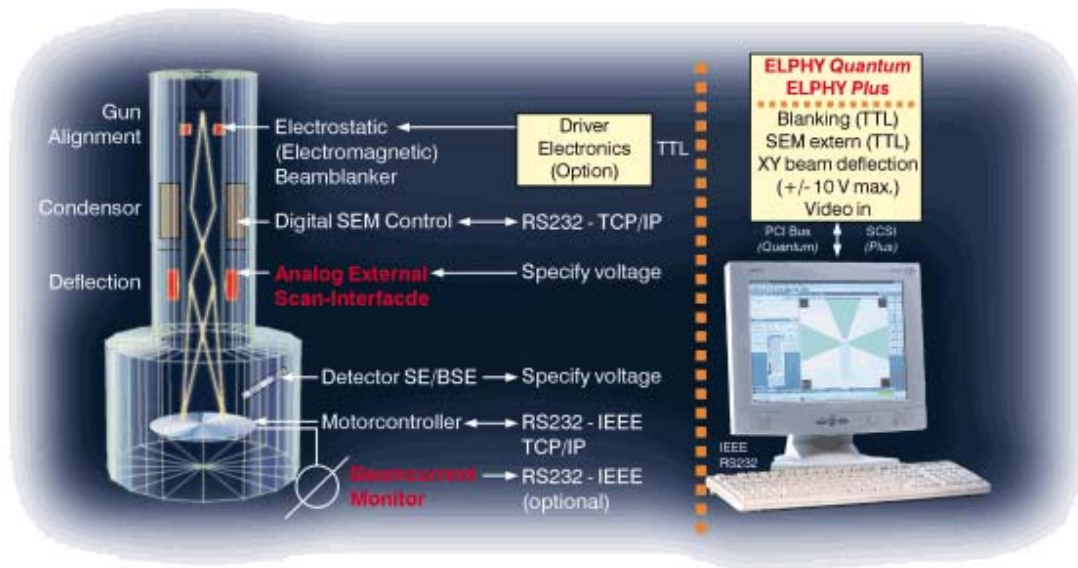 Gun
Alignment
Condensor
Deflection
Electrostatic
(Electromagnetic)
Beamblanker
Digital SEM Control
Analog External
Scan-Interfacde
Detector SE/BSE
Motorcontroller
Beamcurrent
Monitor
Driver
Electronics
(Option)
TTL
RS232 - TCP/IP
Specify voltage
Specify voltage
RS232 - IEEE
TCP/IP
RS232 - IEEE
(optional)
ELPHY Quantum
ELPHY Plus
Blanking (TTL)
SEM extern (TTL)
XY beam deflection
(+/- 10 V max.)
Video in
PCI Bus
(Quantum)
SCSI
(Plus)
IEEE
RS232